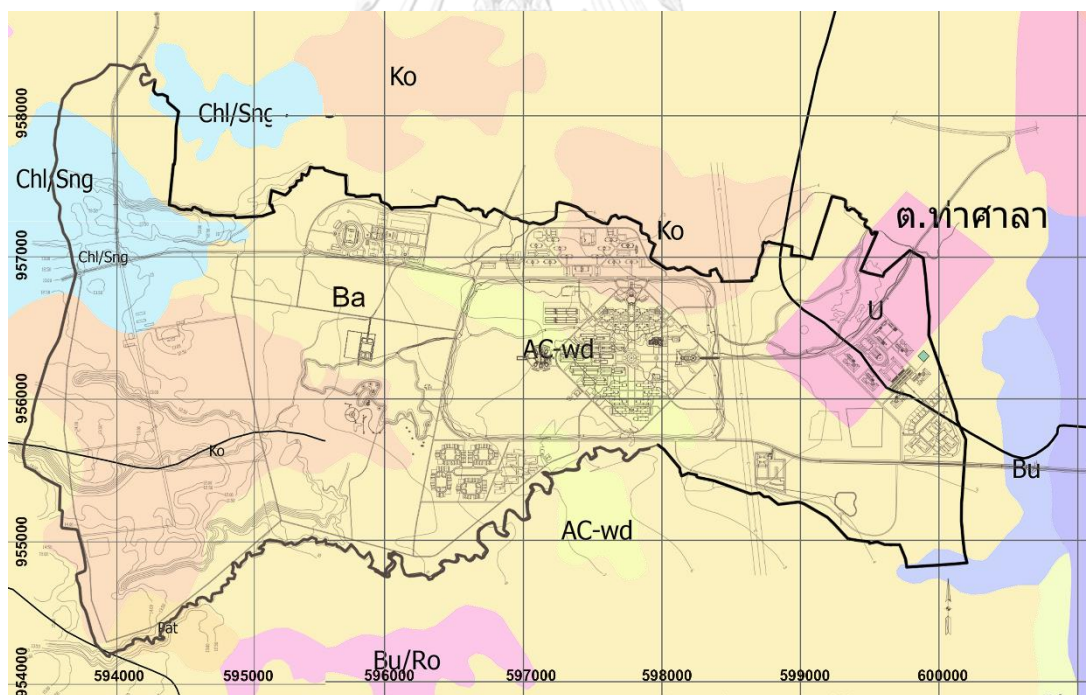 Ko
958000
Chl/Sng
Chl/Sng
ต.ท่าศาลา
Ko
957000
Chl/Sng
Ba
U
AC-wd
956000
Ko
Bu
AC-wd
955000
Pat
Bu/Ro
954000
594000
595000
596000
597000
598000
599000
600000